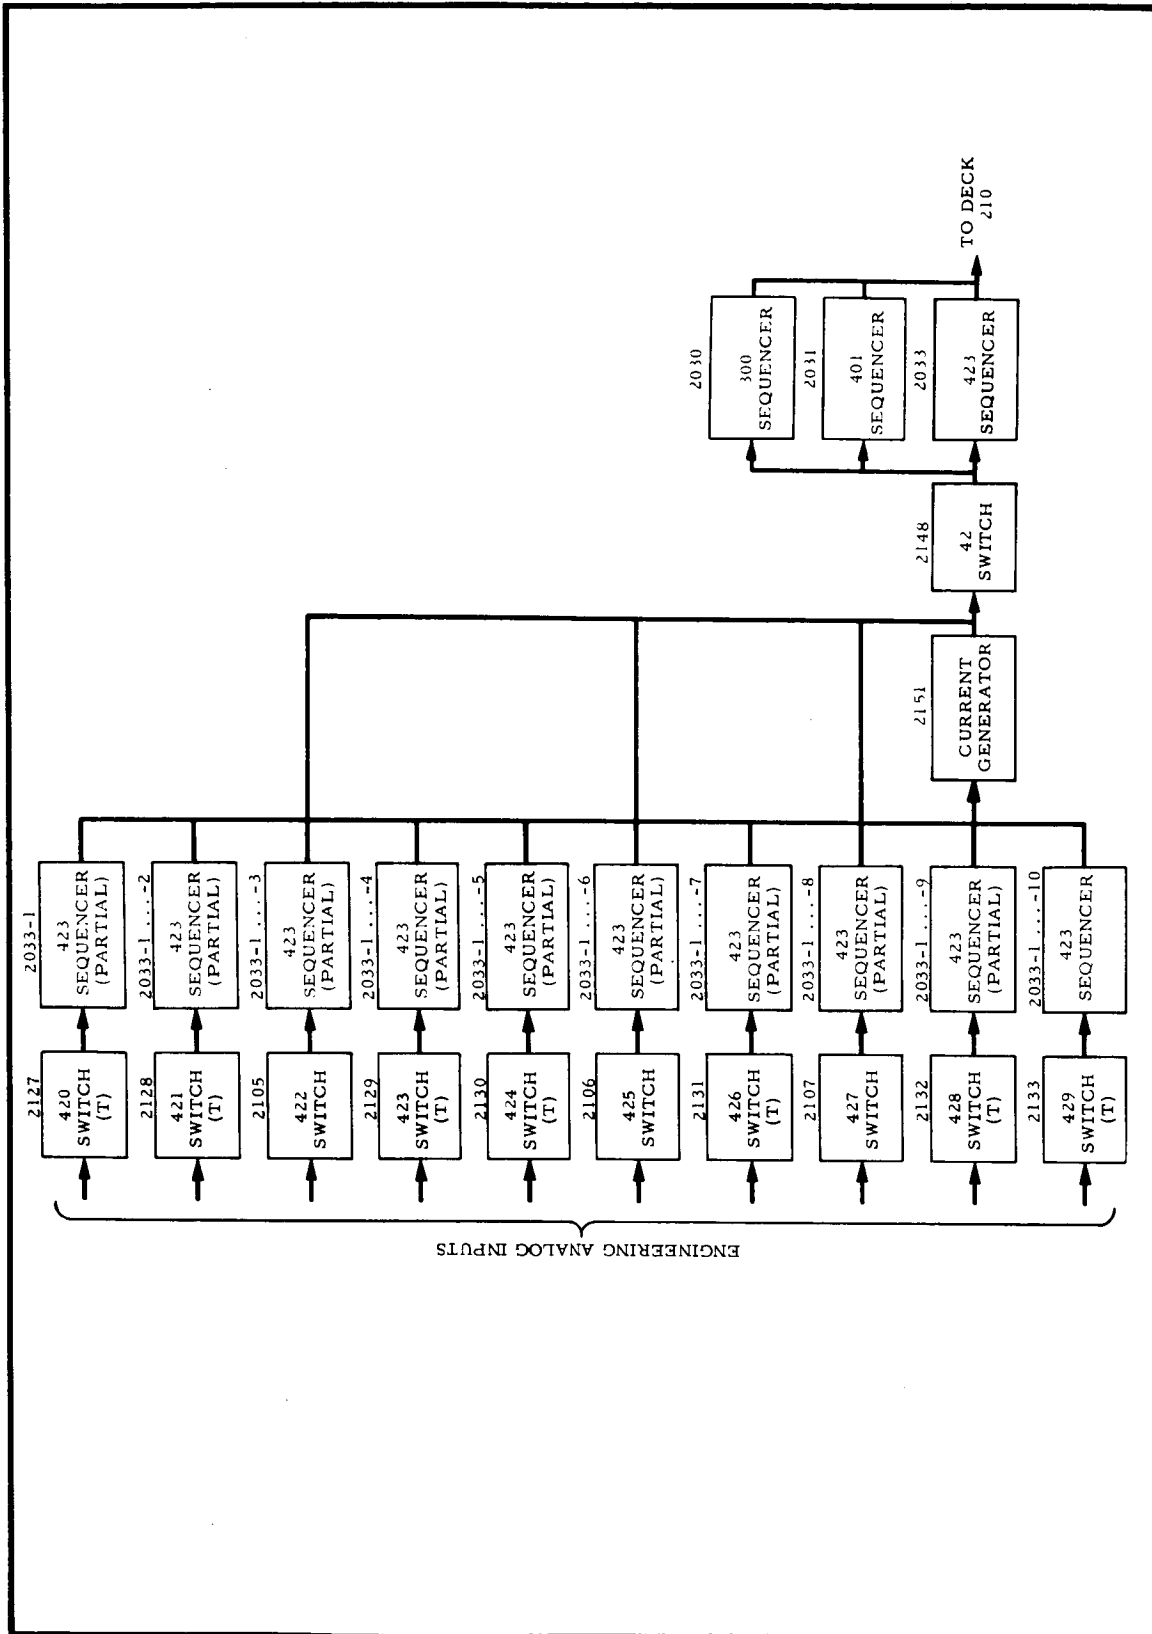 ENGINEERING ANALOG INPUTS
2127
420
SWITCH
(T)
2033-1
423
SEQUENCER
(PARTIAL)
2128
421
SWITCH
(T)
2033-1 ...-2
423
SEQUENCER
(PARTIAL)
2105
422
SWITCH
2033-1 ...-3
423
SEQUENCER
(PARTIAL)
2129
423
SWITCH
(T)
2033-1 ...-4
423
SEQUENCER
(PARTIAL)
2130
424
SWITCH
(T)
2033-1 ...-5
423
SEQUENCER
(PARTIAL)
2106
425
SWITCH
2033-1 ...-6
423
SEQUENCER
(PARTIAL)
2131
426
SWITCH
(T)
2033-1 ...-7
423
SEQUENCER
(PARTIAL)
2107
427
SWITCH
2033-1 ...-8
423
SEQUENCER
(PARTIAL)
2132
428
SWITCH
(T)
2033-1 ...-9
423
SEQUENCER
(PARTIAL)
2133
429
SWITCH
(T)
2033-1 ...-10
423
SEQUENCER
2151
CURRENT
GENERATOR
2148
42
SWITCH
2030
300
SEQUENCER
2031
401
SEQUENCER
2033
423
SEQUENCER
TO DECK
210